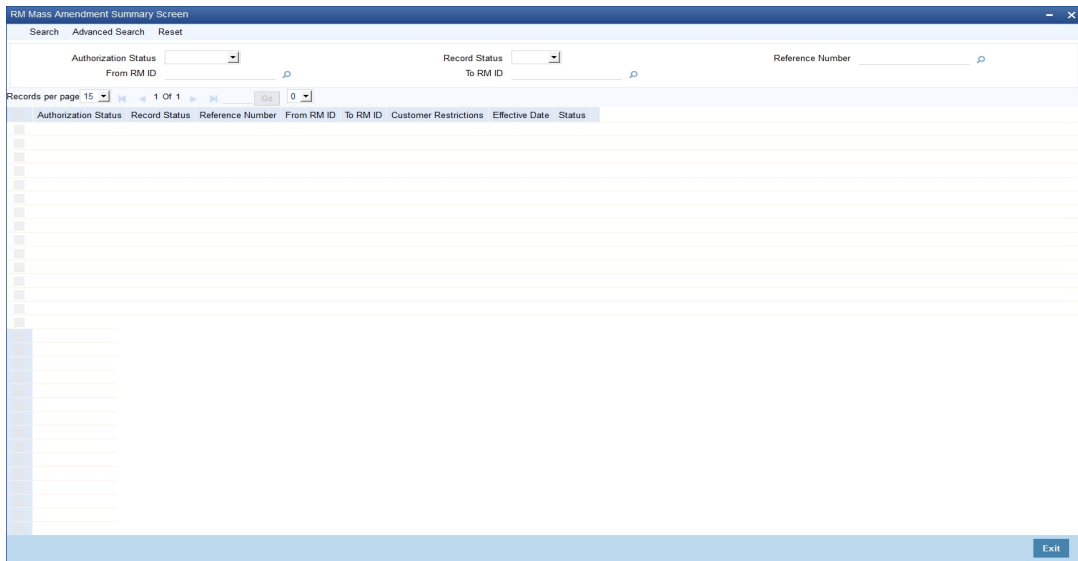 RM Mass Amendment Summary Screen
Search Advanced Search Reset
Authorization Status Record Status Reference Number
From RM ID To RM ID
Records per page 15 1 Of 1 Go 0
Authorization Status Record Status Reference Number From RM ID To RM ID Customer Restrictions Effective Date Status
Exit